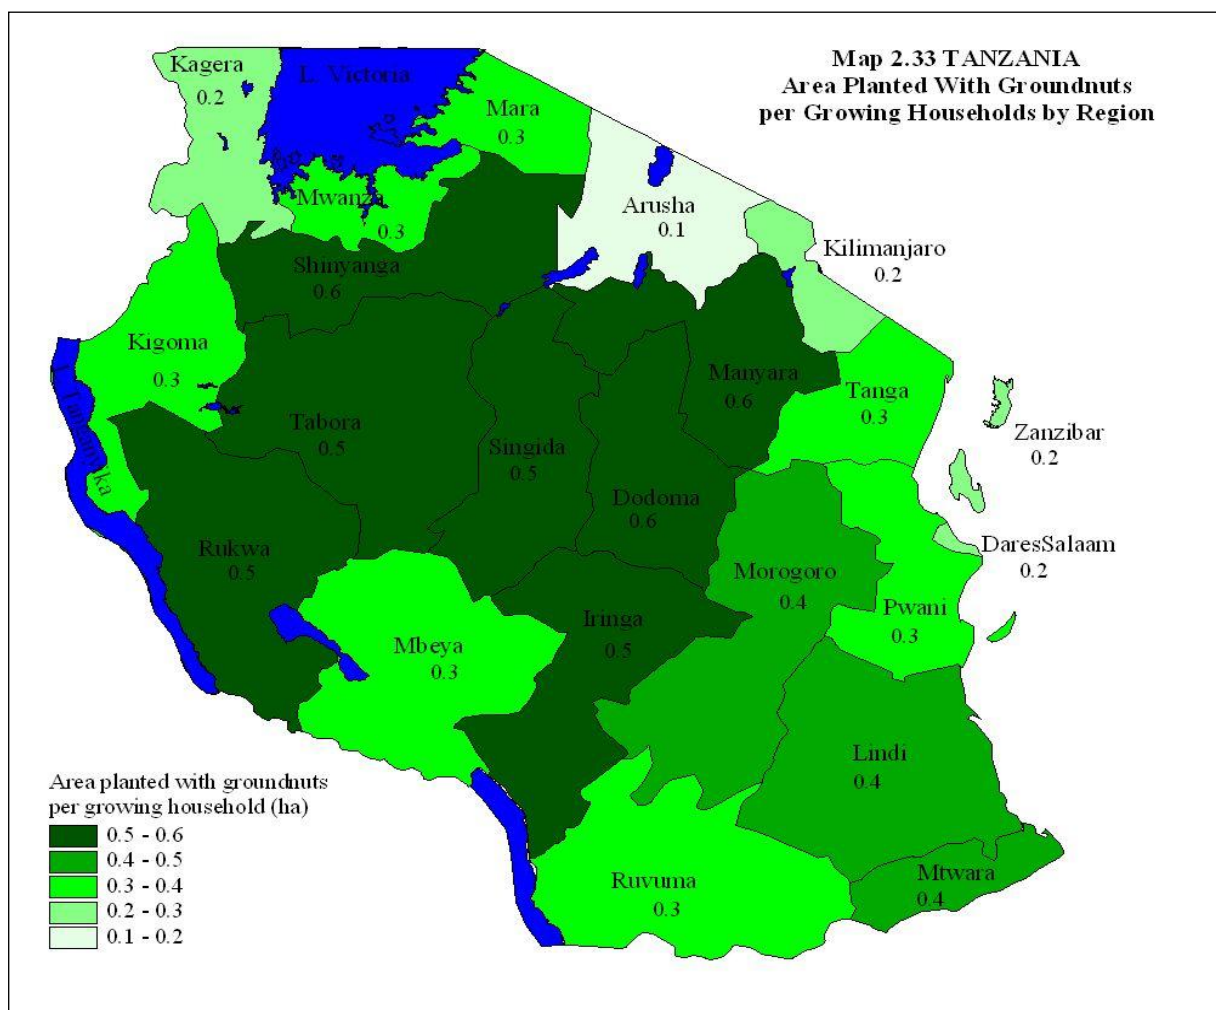 Map 2.33 TANZANIA
Area Planted With Groundnuts
per Growing Households by Region
Kagera
0.2
L. Victoria
Mara
0.3
Mwanza
0.3
Arusha
0.1
Kilimanjaro
0.2
Shinyanga
0.6
Kigoma
0.3
Manyara
0.6
Tanga
0.3
Tabora
0.5
Singida
0.5
Zanzibar
0.2
L. Tanganyika
Dodoma
0.6
Rukwa
0.5
DaresSalaam
0.2
Morogoro
0.4
Pwani
0.3
Iringa
0.5
Mbeya
0.3
Lindi
0.4
Mtwara
0.4
Ruvuma
0.3
Area planted with groundnuts
per growing household (ha)
0.5 - 0.6
0.4 - 0.5
0.3 - 0.4
0.2 - 0.3
0.1 - 0.2